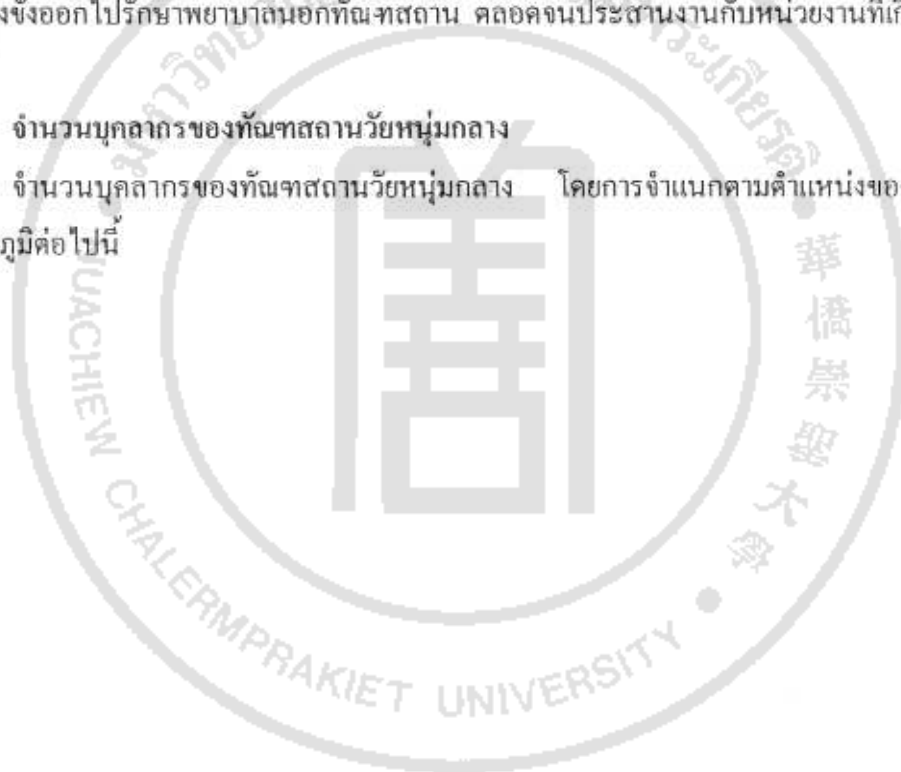 งขังออกไปรักษาพยาบาลนอกทัณฑสถาน ตลอดจนประสานงานกับหน่วยงานที่เกี่
จำนวนบุคลากรของทัณฑสถานวัยหนุ่มกลาง
จำนวนบุคลากรของทัณฑสถานวัยหนุ่มกลาง โดยการจำแนกตามตำแหน่งขอ
ภูมิต่อไปนี้
HUACHIEW CHALERMPRAKIET UNIVERSITY
華僑崇聖大學